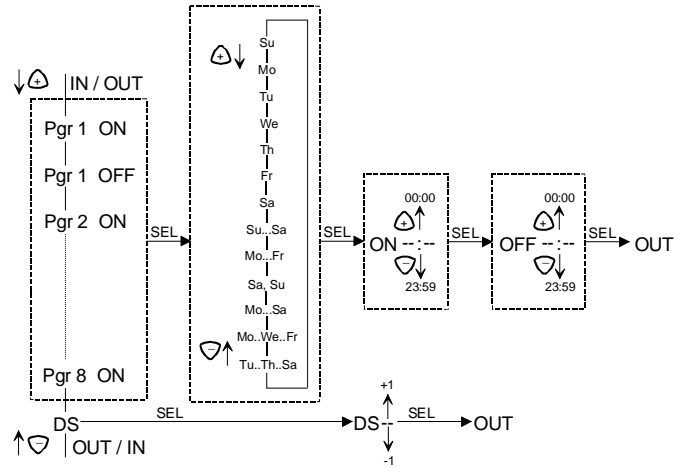 IN / OUT
Pgr 1 ON
Pgr 1 OFF
Pgr 2 ON
Pgr 8 ON
DS
OUT / IN
SEL
+
Su
Mo
Tu
We
Th
Fr
Sa
Su...Sa
Mo...Fr
Sa, Su
Mo...Sa
Mo..We..Fr
Tu..Th..Sa
−
SEL
00:00
+
ON --:--
−
23:59
SEL
00:00
+
OFF --:--
−
23:59
SEL
OUT
SEL
+1
DS--
-1
SEL
OUT